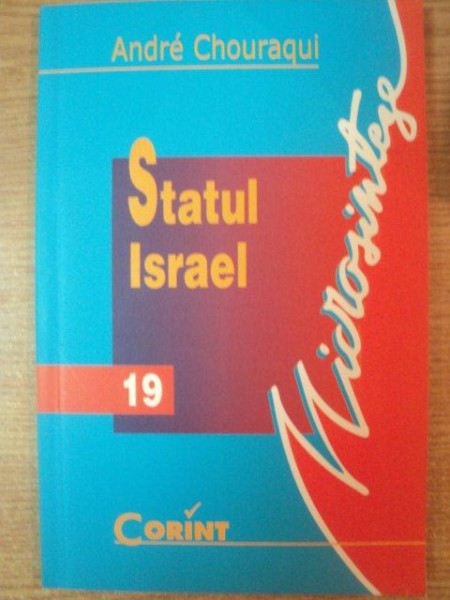 André Chouraqui
Statul
Israel
Microsinteze
19
CORINT